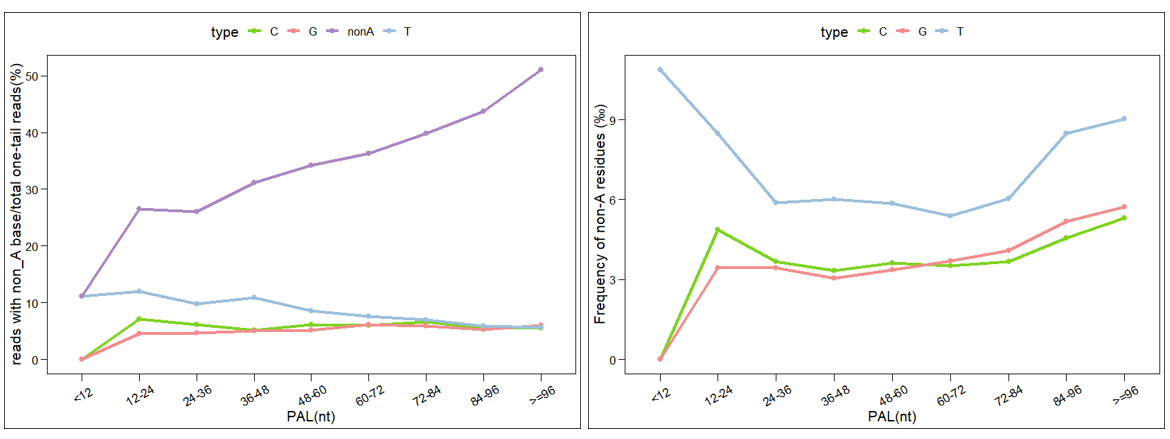 type C G nonA T
reads with non_A base/total one-tail reads(%)
50
40
30
20
10
0
<12 12-24 24-36 36-48 48-60 60-72 72-84 84-96 >=96
PAL(nt)
type C G T
Frequency of non-A residues (‰)
9
6
3
0
<12 12-24 24-36 36-48 48-60 60-72 72-84 84-96 >=96
PAL(nt)